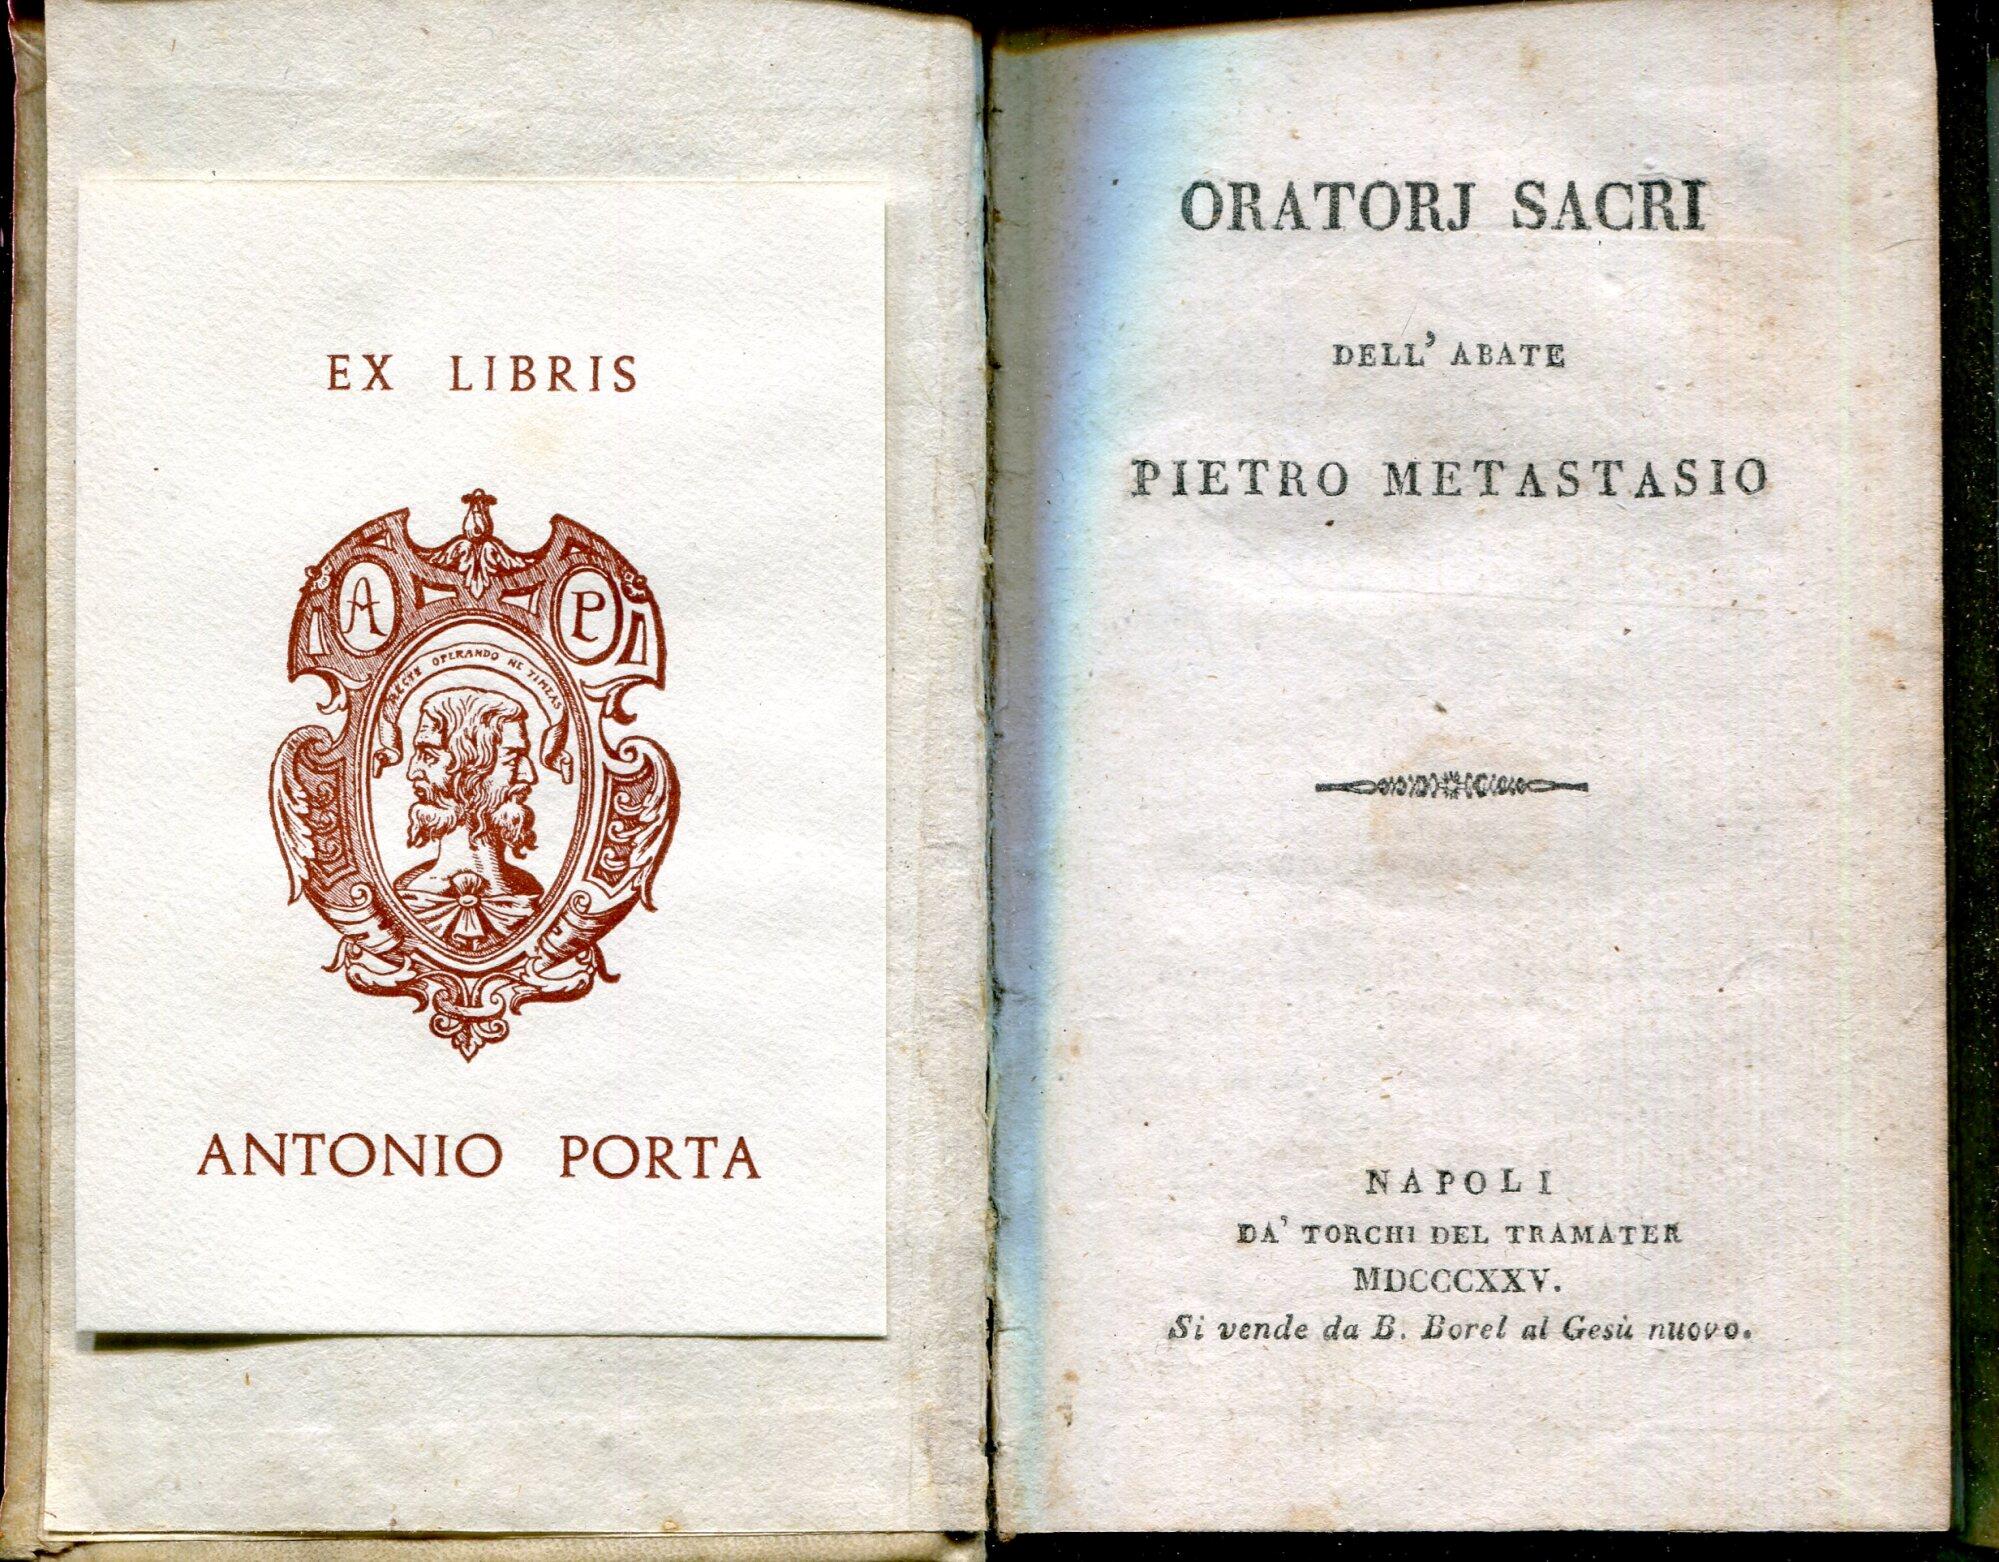 EX LIBRIS
A P
RECTE OPERANDO NE TIMEAS
ANTONIO PORTA
ORATORJ SACRI
DELL' ABATE
PIETRO METASTASIO
NAPOLI
DA' TORCHI DEL TRAMATER
MDCCCXXV.
Si vende da B. Borel al Gesù nuovo.